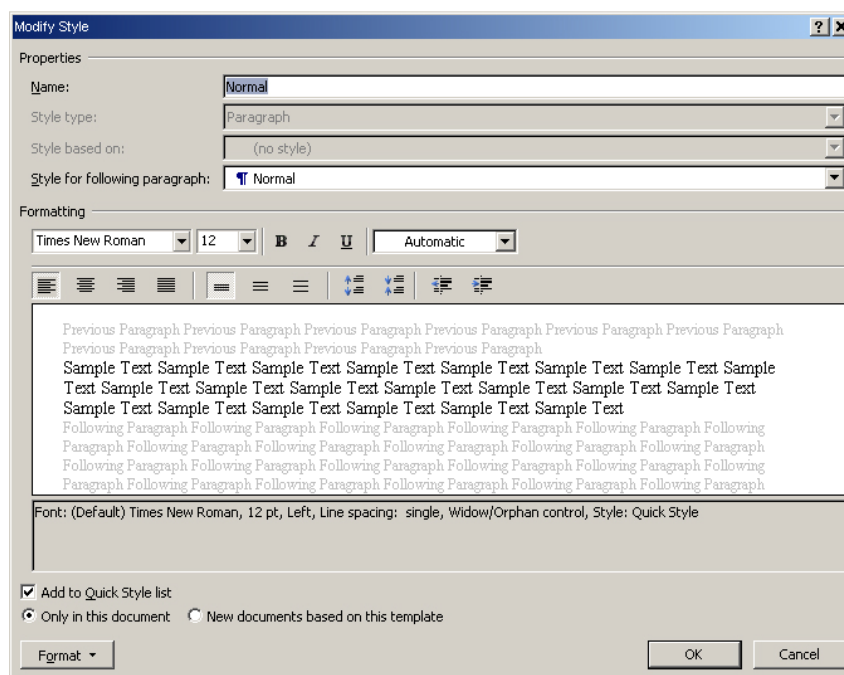 Modify Style
Properties
Name: Normal
Style type: Paragraph
Style based on: (no style)
Style for following paragraph: ¶ Normal
Formatting
Times New Roman 12 B I U Automatic
Previous Paragraph Previous Paragraph Previous Paragraph Previous Paragraph Previous Paragraph Previous Paragraph
Previous Paragraph Previous Paragraph Previous Paragraph Previous Paragraph
Sample Text Sample Text Sample Text Sample Text Sample Text Sample Text Sample Text Sample
Text Sample Text Sample Text Sample Text Sample Text Sample Text Sample Text Sample Text
Sample Text Sample Text Sample Text Sample Text Sample Text Sample Text
Following Paragraph Following Paragraph Following Paragraph Following Paragraph Following Paragraph Following
Paragraph Following Paragraph Following Paragraph Following Paragraph Following Paragraph Following Paragraph
Following Paragraph Following Paragraph Following Paragraph Following Paragraph Following Paragraph Following
Paragraph Following Paragraph Following Paragraph Following Paragraph Following Paragraph Following Paragraph
Font: (Default) Times New Roman, 12 pt, Left, Line spacing: single, Widow/Orphan control, Style: Quick Style
Add to Quick Style list
Only in this document New documents based on this template
Format OK Cancel